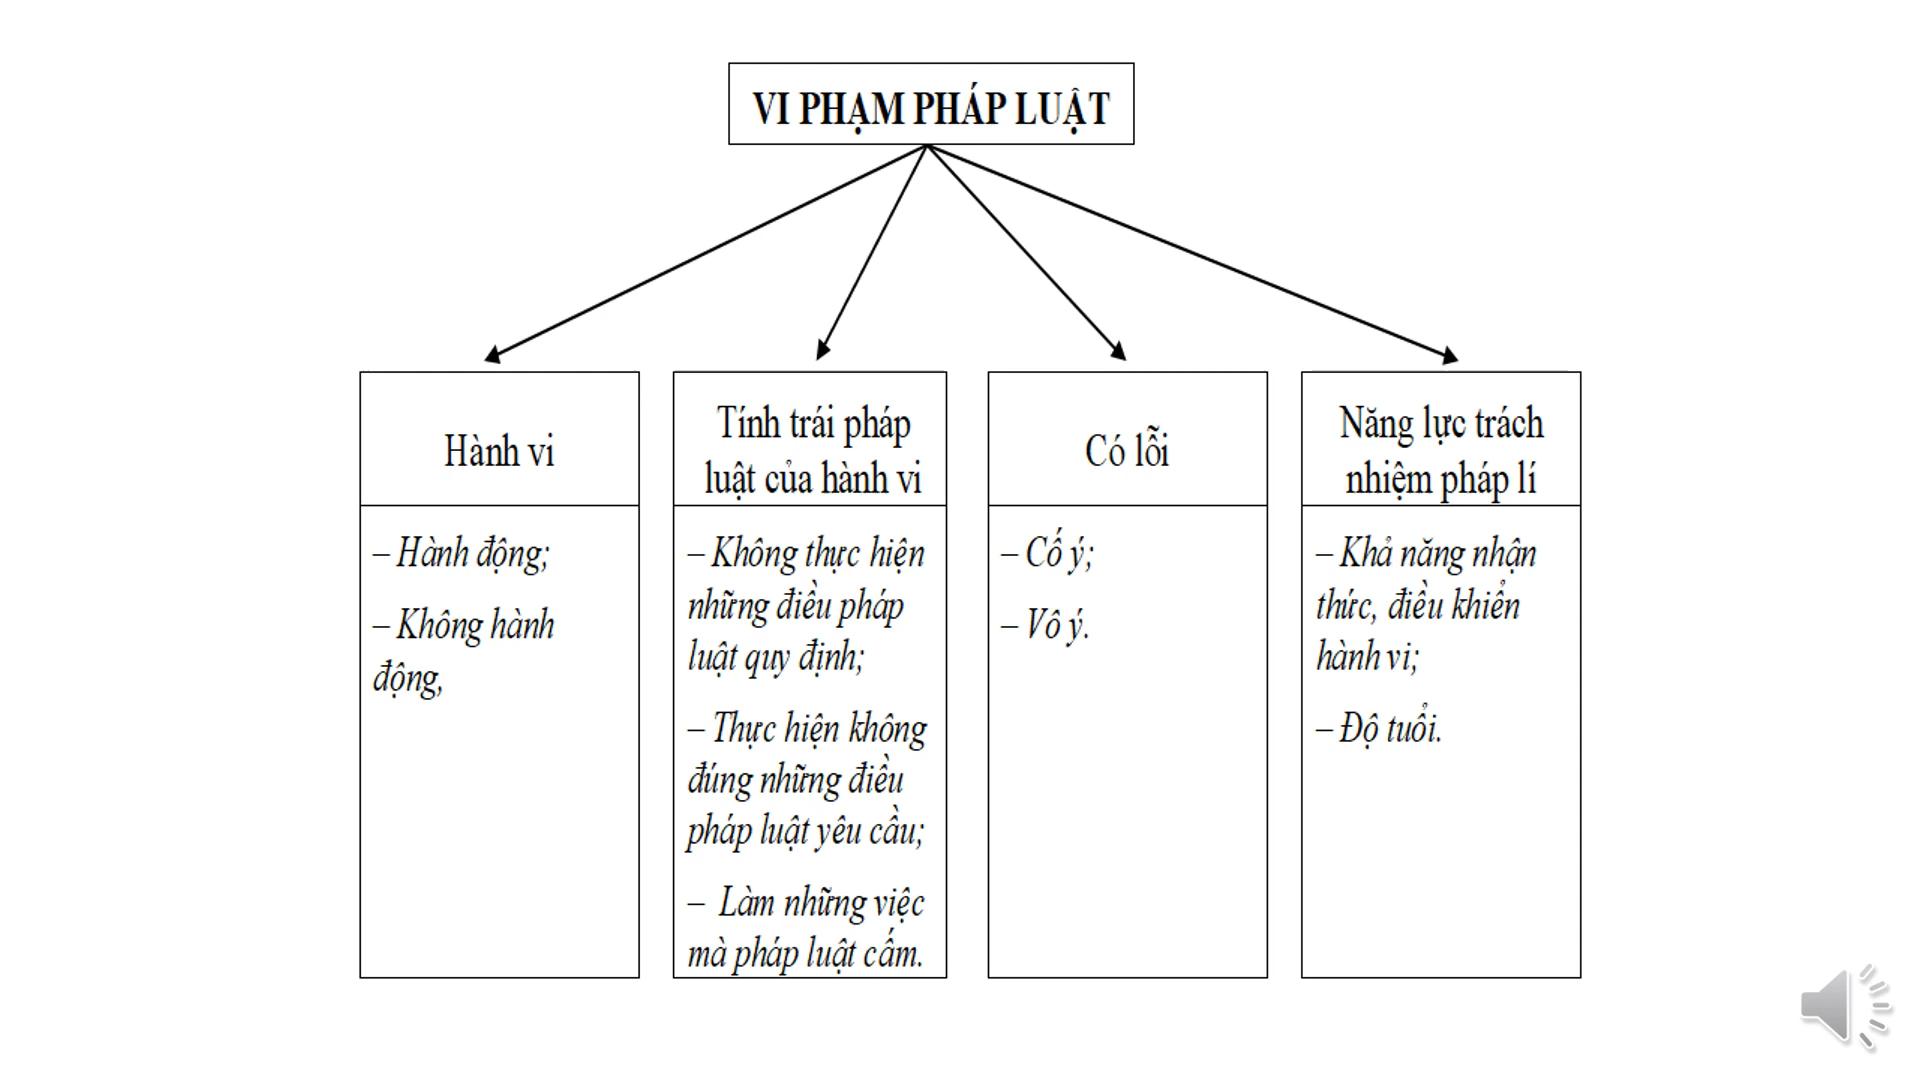 VI PHẠM PHÁP LUẬT
Hành vi
– Hành động;
– Không hành
động,
Tính trái pháp
luật của hành vi
– Không thực hiện
những điều pháp
luật quy định;
– Thực hiện không
đúng những điều
pháp luật yêu cầu;
– Làm những việc
mà pháp luật cấm.
Có lỗi
– Cố ý;
– Vô ý.
Năng lực trách
nhiệm pháp lí
– Khả năng nhận
thức, điều khiển
hành vi;
– Độ tuổi.